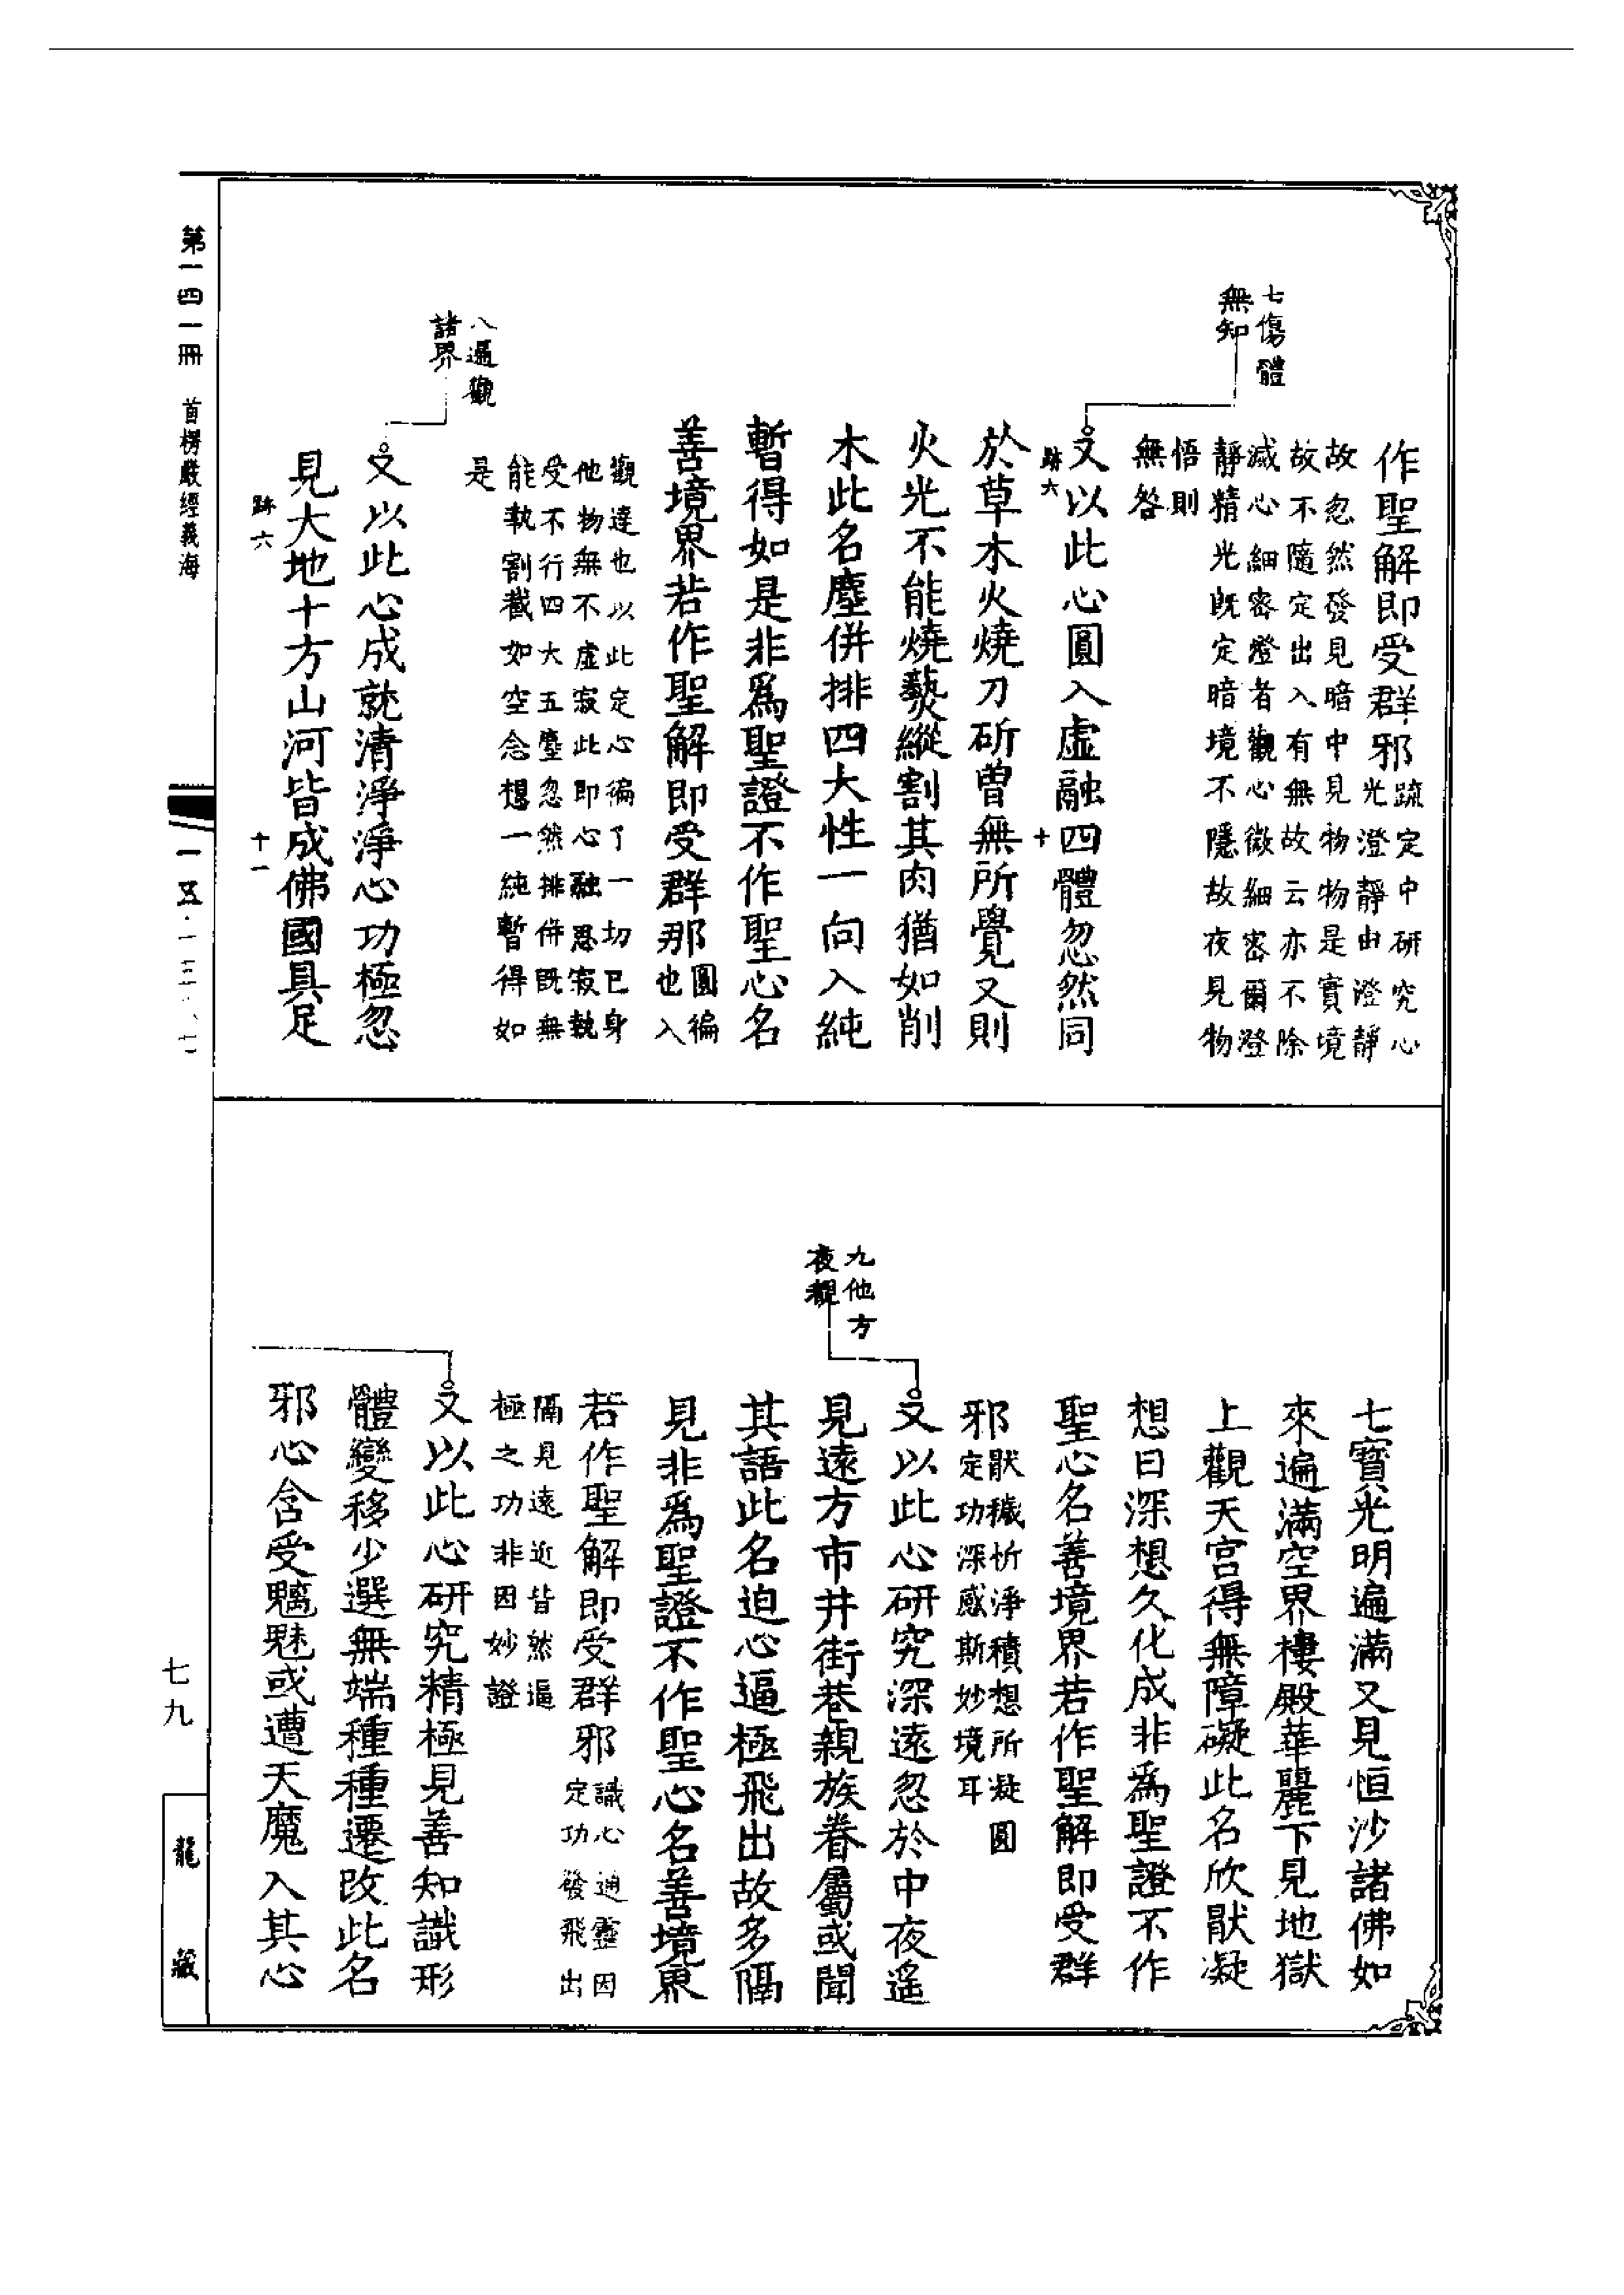 作聖解即受群邪疏定中研究心
光澄靜由澄靜
故忽然發見暗中見物物是實境
故不隨定出入有無故云亦不除
滅心細密燈者觀心微細密爾澄
靜精光旣定暗境不隱故夜見物
悟則
無咎
七傷體
無知
又以此心圓入虛融四體忽然同
跡六
十
於草木火燒刀斫曾無所覺又則
火光不能燒爇縱割其肉猶如削
木此名塵併排四大性一向入純
暫得如是非爲聖證不作聖心名
善境界若作聖解即受群邪圓徧
也入
觀達也以此定心徧了一切已身
他物無不虛寂此即心融忍寂執
受不行四大五塵忽然排併旣無
能執割截如空念想一純暫得如
是
八遍觀
諸界
又以此心成就清淨淨心功極忽
見大地十方山河皆成佛國具足
跡六
十一
七寶光明遍滿又見恒沙諸佛如
來遍滿空界樓殿華麗下見地獄
上觀天宮得無障礙此名欣猒凝
想日深想久化成非爲聖證不作
聖心名善境界若作聖解即受群
邪猒穢忻淨積想所凝圓
定功深感斯妙境耳
九他方
夜覩
又以此心研究深遠忽於中夜遙
見遠方市井街巷親族眷屬或聞
其語此名迫心逼極飛出故多隔
見非爲聖證不作聖心名善境界
若作聖解即受群邪識心迪靈因
定功發飛出
隔見遠近皆然逼
極之功非因妙證
又以此心研究精極見善知識形
體變移少選無端種種遷改此名
邪心含受魑魅或遭天魔入其心
第一四一冊　首楞嚴經義海
一五
七九
龍藏